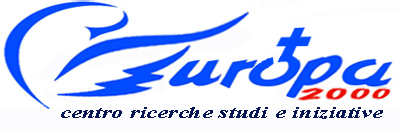 Europa
2000
centro ricerche studi e iniziative